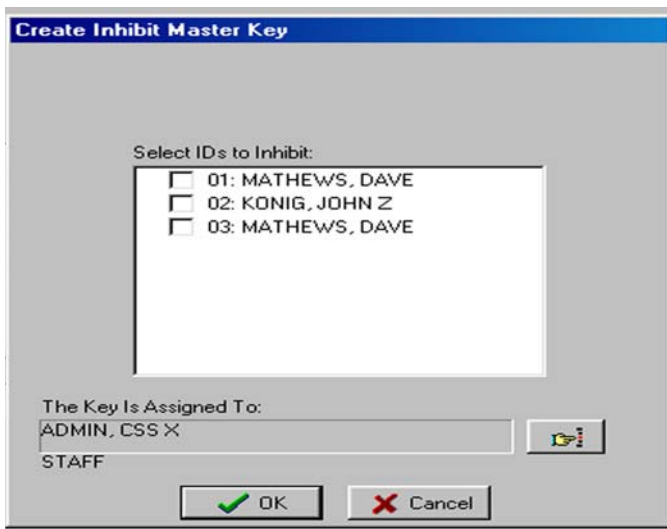 Create Inhibit Master Key
Select IDs to Inhibit:
01: MATHEWS, DAVE
02: KONIG, JOHN Z
03: MATHEWS, DAVE
The Key Is Assigned To:
ADMIN, CSS X
STAFF
OK Cancel